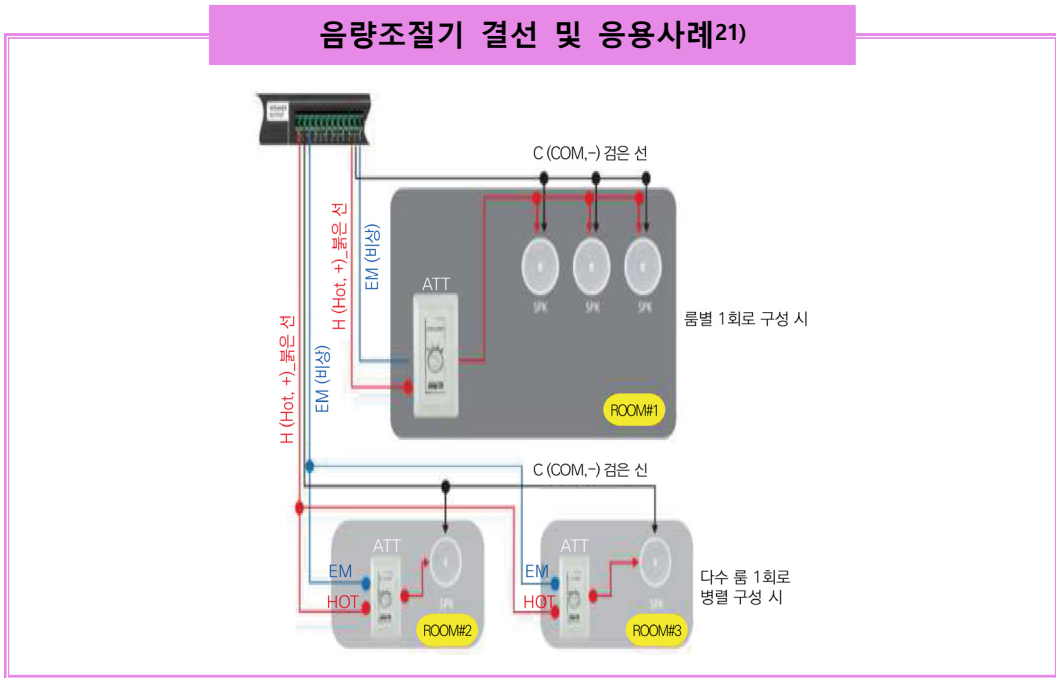 음량조절기 결선 및 응용사례21)
C (COM,-) 검은 선
H (Hot, +)_붉은 선
EM (비상)
ATT
SPK
SPK
SPK
룸별 1회로 구성 시
ROOM#1
H (Hot, +)_붉은 선
EM (비상)
C (COM,-) 검은 신
ATT
EM
HOT
SPK
ROOM#2
ATT
EM
HOT
SPK
ROOM#3
다수 룸 1회로
병렬 구성 시